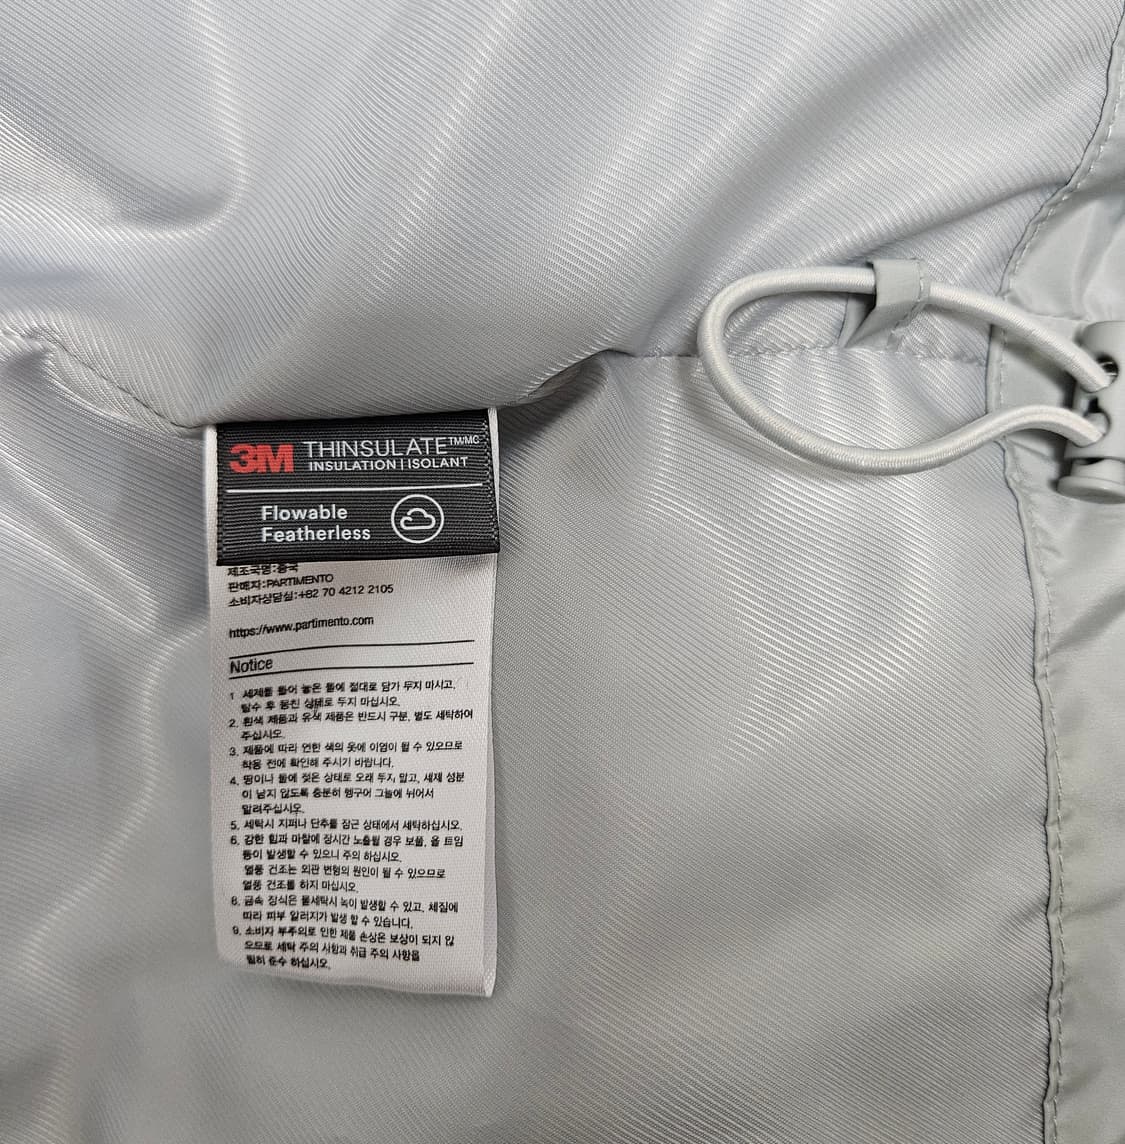 3M THINSULATE™/MC
INSULATION | ISOLANT
Flowable
Featherless
제조국명:중국
판매자:PARTIMENTO
소비자상담실:+82 70 4212 2105
https://www.partimento.com
Notice
1 세제를 풀어 놓은 물에 절대로 담가 두지 마시고,
탈수 후 뭉친 상태로 두지 마십시오.
2. 흰색 제품과 유색 제품은 반드시 구분, 별도 세탁하여
주십시오.
3. 제품에 따라 연한 색의 옷에 이염이 될 수 있으므로
착용 전에 확인해 주시기 바랍니다.
4. 땀이나 물에 젖은 상태로 오래 두지 말고, 세제 성분
이 남지 않도록 충분히 헹구어 그늘에 뉘어서
말려주십시오.
5. 세탁시 지퍼나 단추를 잠근 상태에서 세탁하십시오.
6. 강한 힘과 마찰에 장시간 노출될 경우 보풀, 올 트임
등이 발생할 수 있으니 주의 하십시오.
열풍 건조는 외관 변형의 원인이 될 수 있으므로
열풍 건조를 하지 마십시오.
8. 금속 장식은 물세탁시 녹이 발생할 수 있고, 체질에
따라 피부 알러지가 발생 할 수 있습니다.
9. 소비자 부주의로 인한 제품 손상은 보상이 되지 않
으므로 세탁 주의 사항과 취급 주의 사항을
필히 준수 하십시오.